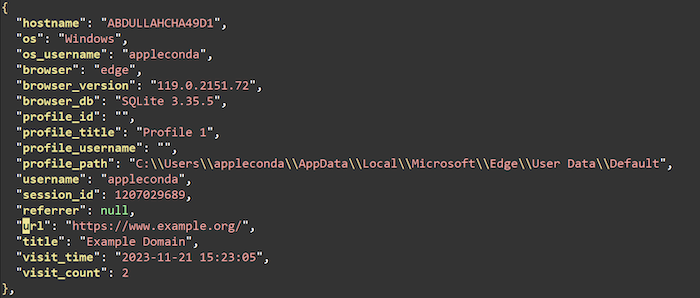 {
"hostname": "ABDULLAHCHA49D1",
"os": "Windows",
"os_username": "appleconda",
"browser": "edge",
"browser_version": "119.0.2151.72",
"browser_db": "SQLite 3.35.5",
"profile_id": "",
"profile_title": "Profile 1",
"profile_username": "",
"profile_path": "C:\\Users\\appleconda\\AppData\\Local\\Microsoft\\Edge\\User Data\\Default",
"username": "appleconda",
"session_id": 1207029689,
"referrer": null,
"url": "https://www.example.org/",
"title": "Example Domain",
"visit_time": "2023-11-21 15:23:05",
"visit_count": 2
},